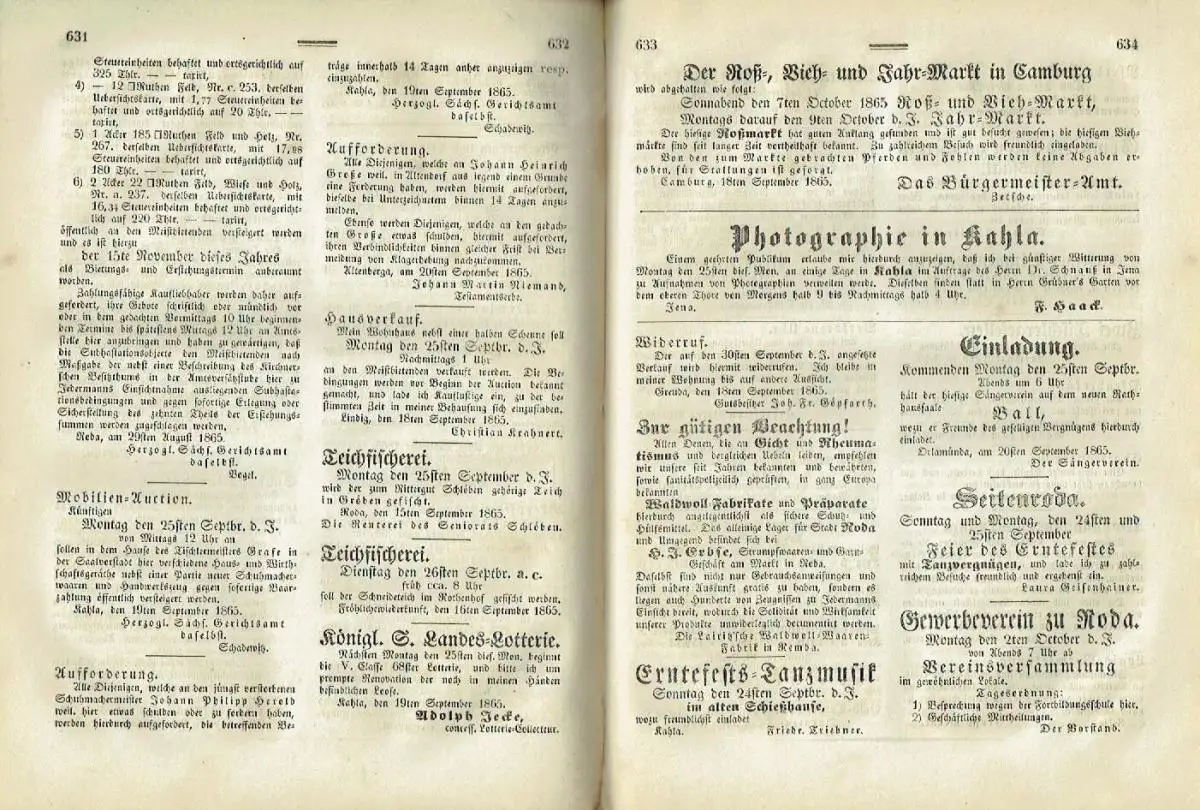 631
Steuereinheiten behaftet und ortsgerichtlich auf
325 Thlr. — — taxirt,
4) — 12 □Ruthen Feld, Nr. c. 253. derselben
Uebersichtskarte, mit 1,77 Steuereinheiten be-
haftet und ortsgerichtlich auf 20 Thlr. — —
taxirt,
5) 1 Acker 185 □Ruthen Feld und Holz, Nr.
267. derselben Uebersichtskarte, mit 17,98
Steuereinheiten behaftet und ortsgerichtlich auf
180 Thlr. — — taxirt,
6) 2 Acker 22 □Ruthen Feld, Wiese und Holz,
Nr. a. 237. derselben Uebersichtskarte, mit
16,34 Steuereinheiten behaftet und ortsgericht-
lich auf 220 Thlr. — — taxirt,
öffentlich an den Meistbietenden versteigert werden
und es ist hierzu
der 15te November dieses Jahres
als Bietungs- und Erstehungstermin anberaumt
worden.
Zahlungsfähige Kaufliebhaber werden daher auf-
gefordert, ihre Gebote schriftlich oder mündlich vor
oder in dem gedachten Vormittags 10 Uhr beginnen-
den Termine bis spätestens Mittags 12 Uhr an Amts-
stelle hier anzubringen und haben zu gewärtigen, daß
die Subhastationsobjecte den Meistbietenden nach
Maßgabe der nebst einer Beschreibung des Kirchner-
schen Besitzthums in der Amtsverhofstube hier zu
Jedermanns Einsichtnahme ausliegenden Subhasta-
tionsbedingungen und gegen sofortige Erlegung oder
Sicherstellung des zehnten Theils der Erstehungs-
summen werden zugeschlagen werden.
Roda, am 29sten August 1865.
Herzogl. Sächs. Gerichtsamt
daselbst.
Vogel.
Mobilien-Auction.
Künftigen
Montag den 25sten Septbr. d. J.
von Mittags 12 Uhr an
sollen in dem Hause des Tischlermeisters Grafe in
der Saalvorstadt hier verschiedene Haus- und Wirth-
schaftsgeräthe nebst einer Partie neuer Schuhmacher-
waaren und Handwerkszeug gegen sofortige Baar-
zahlung öffentlich versteigert werden.
Kahla, den 19ten September 1865.
Herzogl. Sächs. Gerichtsamt
daselbst.
Schadewitz.
Aufforderung.
Alle Diejenigen, welche an den jüngst verstorbenen
Schuhmachermeister Johann Philipp Herold
weil. hier etwas schulden oder zu fordern haben,
werden hierdurch aufgefordert, die betreffenden Be-
632
träge innerhalb 14 Tagen anher anzuzeigen resp.
einzuzahlen.
Kahla, den 19ten September 1865.
Herzogl. Sächs. Gerichtsamt
daselbst.
Schadewitz.
Aufforderung.
Alle Diejenigen, welche an Johann Heinrich
Große weil. in Altendorf aus irgend einem Grunde
eine Forderung haben, werden hiermit aufgefordert,
dieselbe bei Unterzeichnetem binnen 14 Tagen anzu-
melden.
Ebenso werden Diejenigen, welche an den gedach-
ten Große etwas schulden, hiermit aufgefordert,
ihren Verbindlichkeiten binnen gleicher Frist bei Ver-
meidung von Klagerhebung nachzukommen.
Altenberga, am 20sten September 1865.
Johann Martin Niemand,
Testamentserbe.
Hausverkauf.
Mein Wohnhaus nebst einer halben Scheune soll
Montag den 25sten Septbr. d. J.
Nachmittags 1 Uhr
an den Meistbietenden verkauft werden. Die Be-
dingungen werden vor Beginn der Auction bekannt
gemacht, und lade ich Kauflustige ein, zu der be-
stimmten Zeit in meiner Behausung sich einzufinden.
Lindig, den 18ten September 1865.
Christian Krahnert.
Teichfischerei.
Montag den 25sten September d. J.
wird der zum Rittergut Schlöben gehörige Teich
in Gröben gefischt.
Roda, den 15ten September 1865.
Die Renterei des Seniorats Schlöben.
Teichfischerei.
Dienstag den 26sten Septbr. a. c.
früh cca. 8 Uhr
soll der Schneideteich im Rothenhof gefischt werden.
Fröhlichewiederkunft, den 16ten September 1865.
Königl. S. Landes-Lotterie.
Nächsten Montag den 25sten dies. Mon. beginnt
die V. Classe 68ster Lotterie, und bitte ich um
prompte Renovation der noch in meinen Händen
befindlichen Loose.
Kahla, den 19ten September 1865.
Adolph Jecke,
concess. Lotterie-Collecteur.
633
634
Der Roß-, Vieh- und Jahr-Markt in Camburg
wird abgehalten wie folgt:
Sonnabend den 7ten October 1865 Roß- und Vieh-Markt,
Montags darauf den 9ten October d. J. Jahr-Markt.
Der hiesige Roßmarkt hat guten Anklang gefunden und ist gut besucht gewesen; die hiesigen Vieh-
märkte sind seit langer Zeit vortheilhaft bekannt. Zu zahlreichem Besuch wird freundlich eingeladen.
Von den zum Markte gebrachten Pferden und Fohlen werden keine Abgaben er-
hoben, für Stallungen ist gesorgt.
Camburg, 18ten September 1865.
Das Bürgermeister-Amt.
Zetsche.
Photographie in Kahla.
Einem geehrten Publikum erlaube mir hierdurch anzuzeigen, daß ich bei günstiger Witterung von
Montag den 25sten dies. Mon. an einige Tage in Kahla im Auftrage des Herrn Dr. Schnauß in Jena
zu Aufnahmen von Photographien verweilen werde. Dieselben finden statt in Herrn Grübner's Garten vor
dem oberen Thore von Morgens halb 9 bis Nachmittags halb 4 Uhr.
Jena.
F. Haack.
Widerruf.
Der auf den 30sten September d. J. angesetzte
Verkauf wird hiermit widerrufen. Ich bleibe in
meiner Wohnung bis auf andere Aussicht.
Greuda, den 18ten September 1865.
Gutsbesitzer Joh. Fr. Göpfarth.
Zur gütigen Beachtung!
Allen Denen, die an Gicht und Rheuma-
tismus und dergleichen Uebeln leiden, empfehlen
wir unsere seit Jahren bekannten und bewährten,
sowie sanitätspolizeilich geprüften, in ganz Europa
bekannten
Waldwoll-Fabrikate und Präparate
hierdurch angelegentlichst als sichere Schutz- und
Hülfsmittel. Das alleinige Lager für Stadt Roda
und Umgegend befindet sich bei
H. J. Erbse, Strumpfwaaren- und Garn-
Geschäft am Markt in Roda.
Daselbst sind nicht nur Gebrauchsanweisungen und
sonst nähere Auskunft gratis zu haben, sondern es
liegen auch Hunderte von Zeugnissen zu Jedermanns
Einsicht bereit, wodurch die Solidität und Wirksamkeit
unserer Produkte unwiderleglich documentirt werden.
Die Lairitz'sche Waldwoll-Waaren-
Fabrik in Remda.
Erntefests-Tanzmusik
Sonntag den 24sten Septbr. d. J.
im alten Schießhause,
wozu freundlichst einladet
Kahla.
Friedr. Triebner.
Einladung.
Kommenden Montag den 25sten Septbr.
Abends um 6 Uhr
hält der hiesige Sängerverein auf dem neuen Rath-
haussaale
Ball,
wozu er Freunde des geselligen Vergnügens hierdurch
einladet.
Orlamünda, am 20sten September 1865.
Der Sängerverein.
Seitenroda.
Sonntag und Montag, den 24sten und
25sten September
Feier des Erntefestes
mit Tanzvergnügen, und lade ich zu zahl-
reichem Besuche freundlich und ergebenst ein.
Laura Geisenhainer.
Gewerbeverein zu Roda.
Montag den 2ten October d. J.
von Abends 7 Uhr ab
Vereinsversammlung
im gewöhnlichen Lokale.
Tagesordnung:
1) Besprechung wegen der Fortbildungsschule hier.
2) Geschäftliche Mittheilungen.
Der Vorstand.